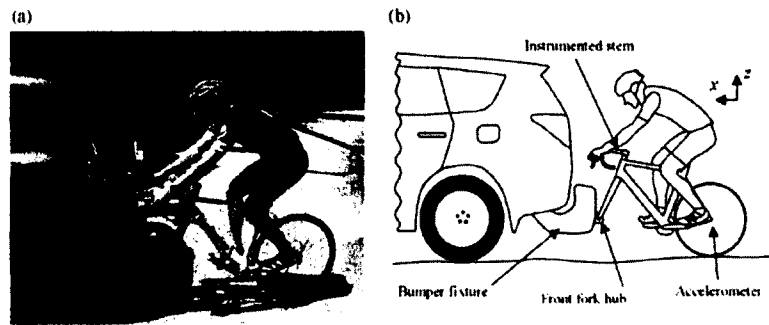 (a)
(b)
Instrumented stem
x
z
Bumper fixture
Front fork hub
Accelerometer